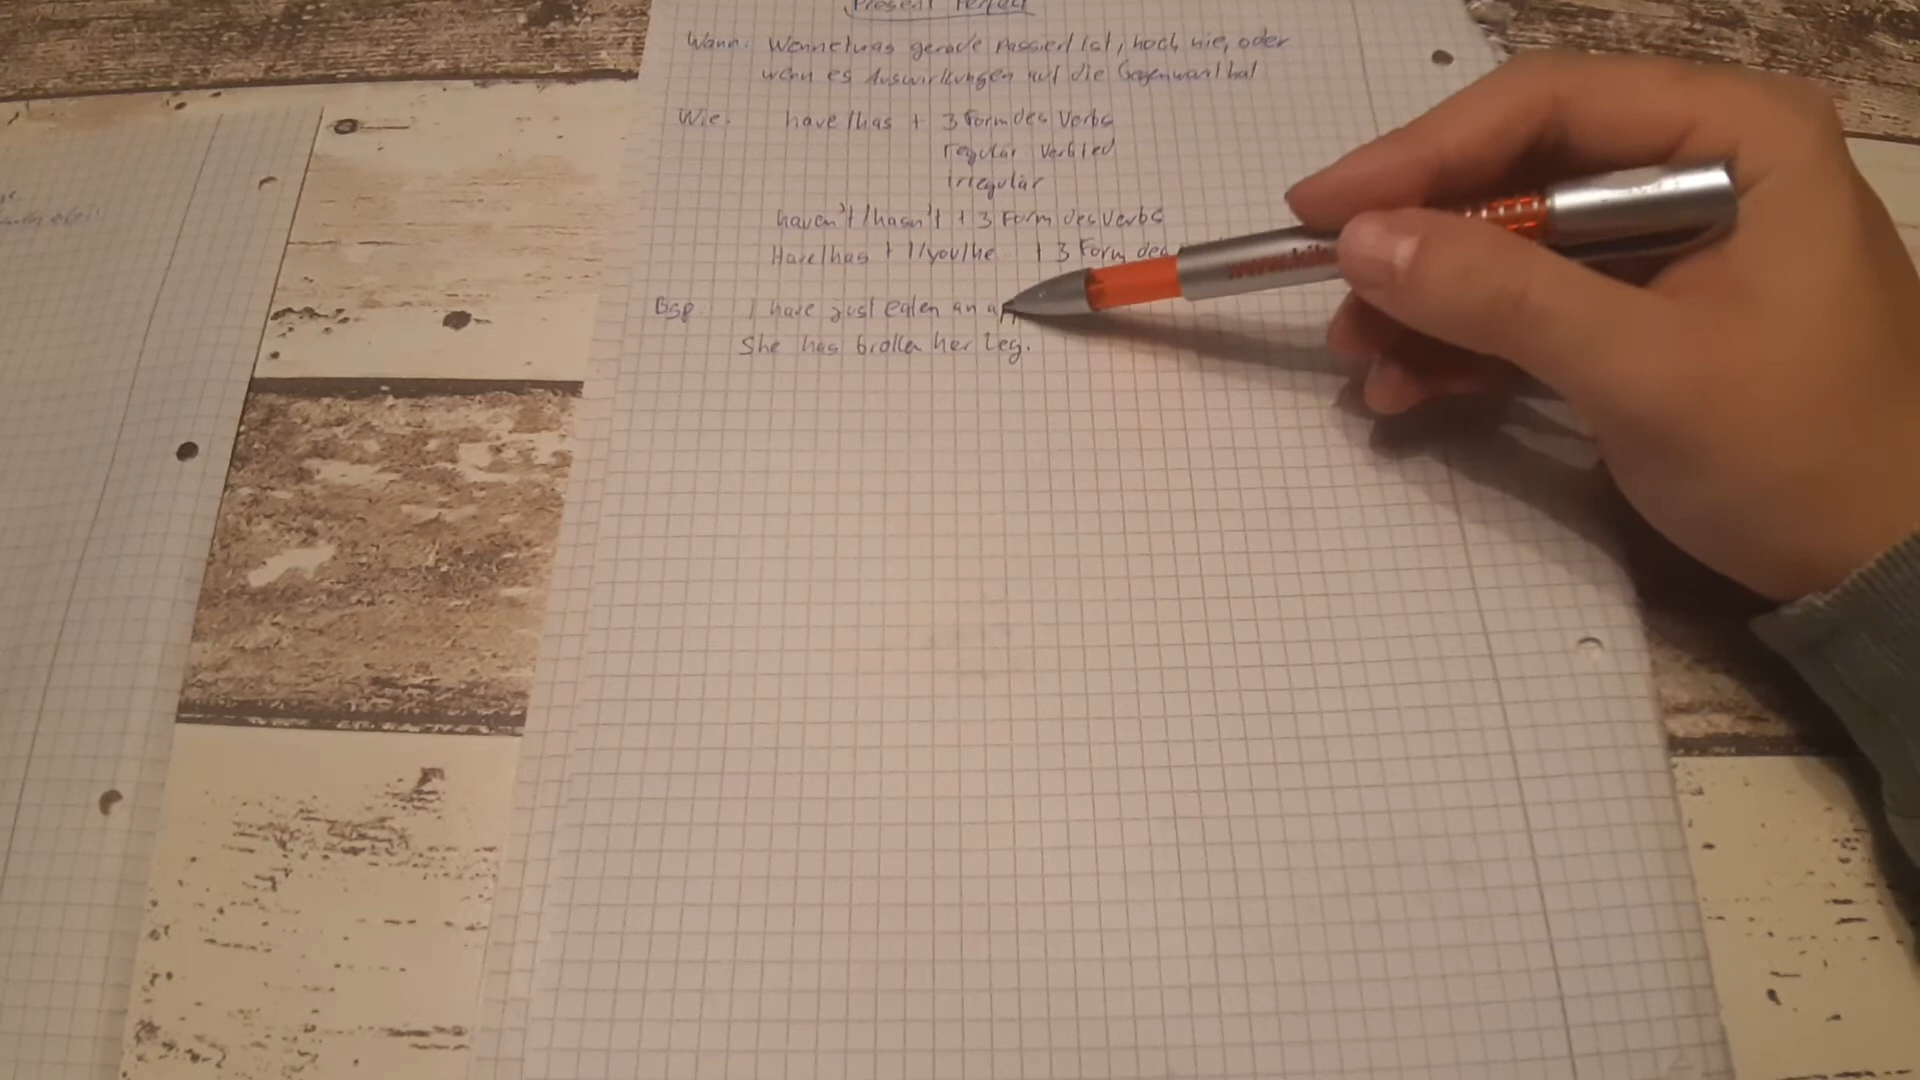 Present Perfect
Wann: Wenn etwas gerade passiert ist, noch nie, oder
wenn es Auswirkungen auf die Gegenwart hat
Wie: have/has + 3 Form des Verbs
regulär Verb+ed
irregulär
haven't/hasn't + 3 Form des Verbs
Have/has + I/you/he + 3 Form des
Bsp. I have just eaten an
She has broken her leg.